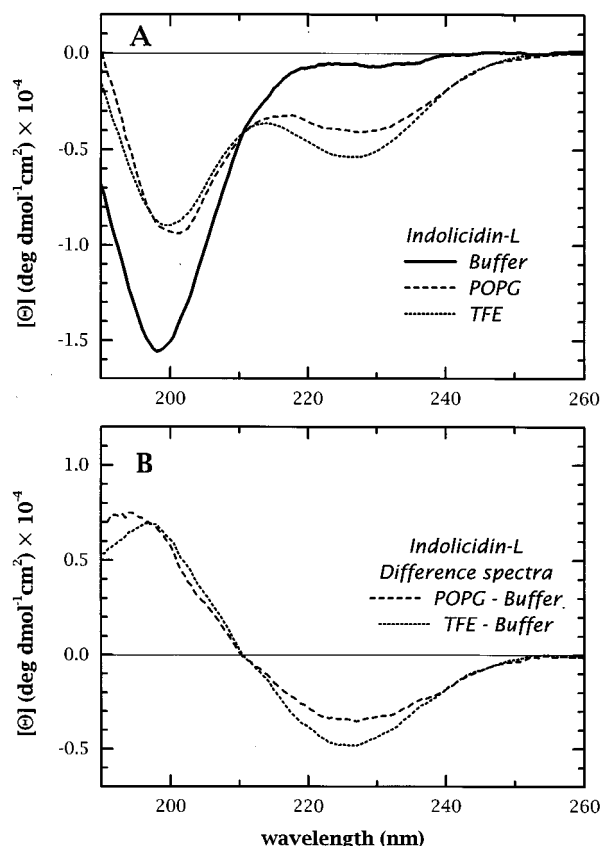 A
0.0
-0.5
-1.0
-1.5
[Θ] (deg dmol⁻¹cm²) × 10⁻⁴
Indolicidin-L
Buffer
POPG
TFE
200
220
240
260
B
1.0
0.5
0.0
-0.5
[Θ] (deg dmol⁻¹cm²) × 10⁻⁴
Indolicidin-L
Difference spectra
POPG - Buffer
TFE - Buffer
200
220
240
260
wavelength (nm)